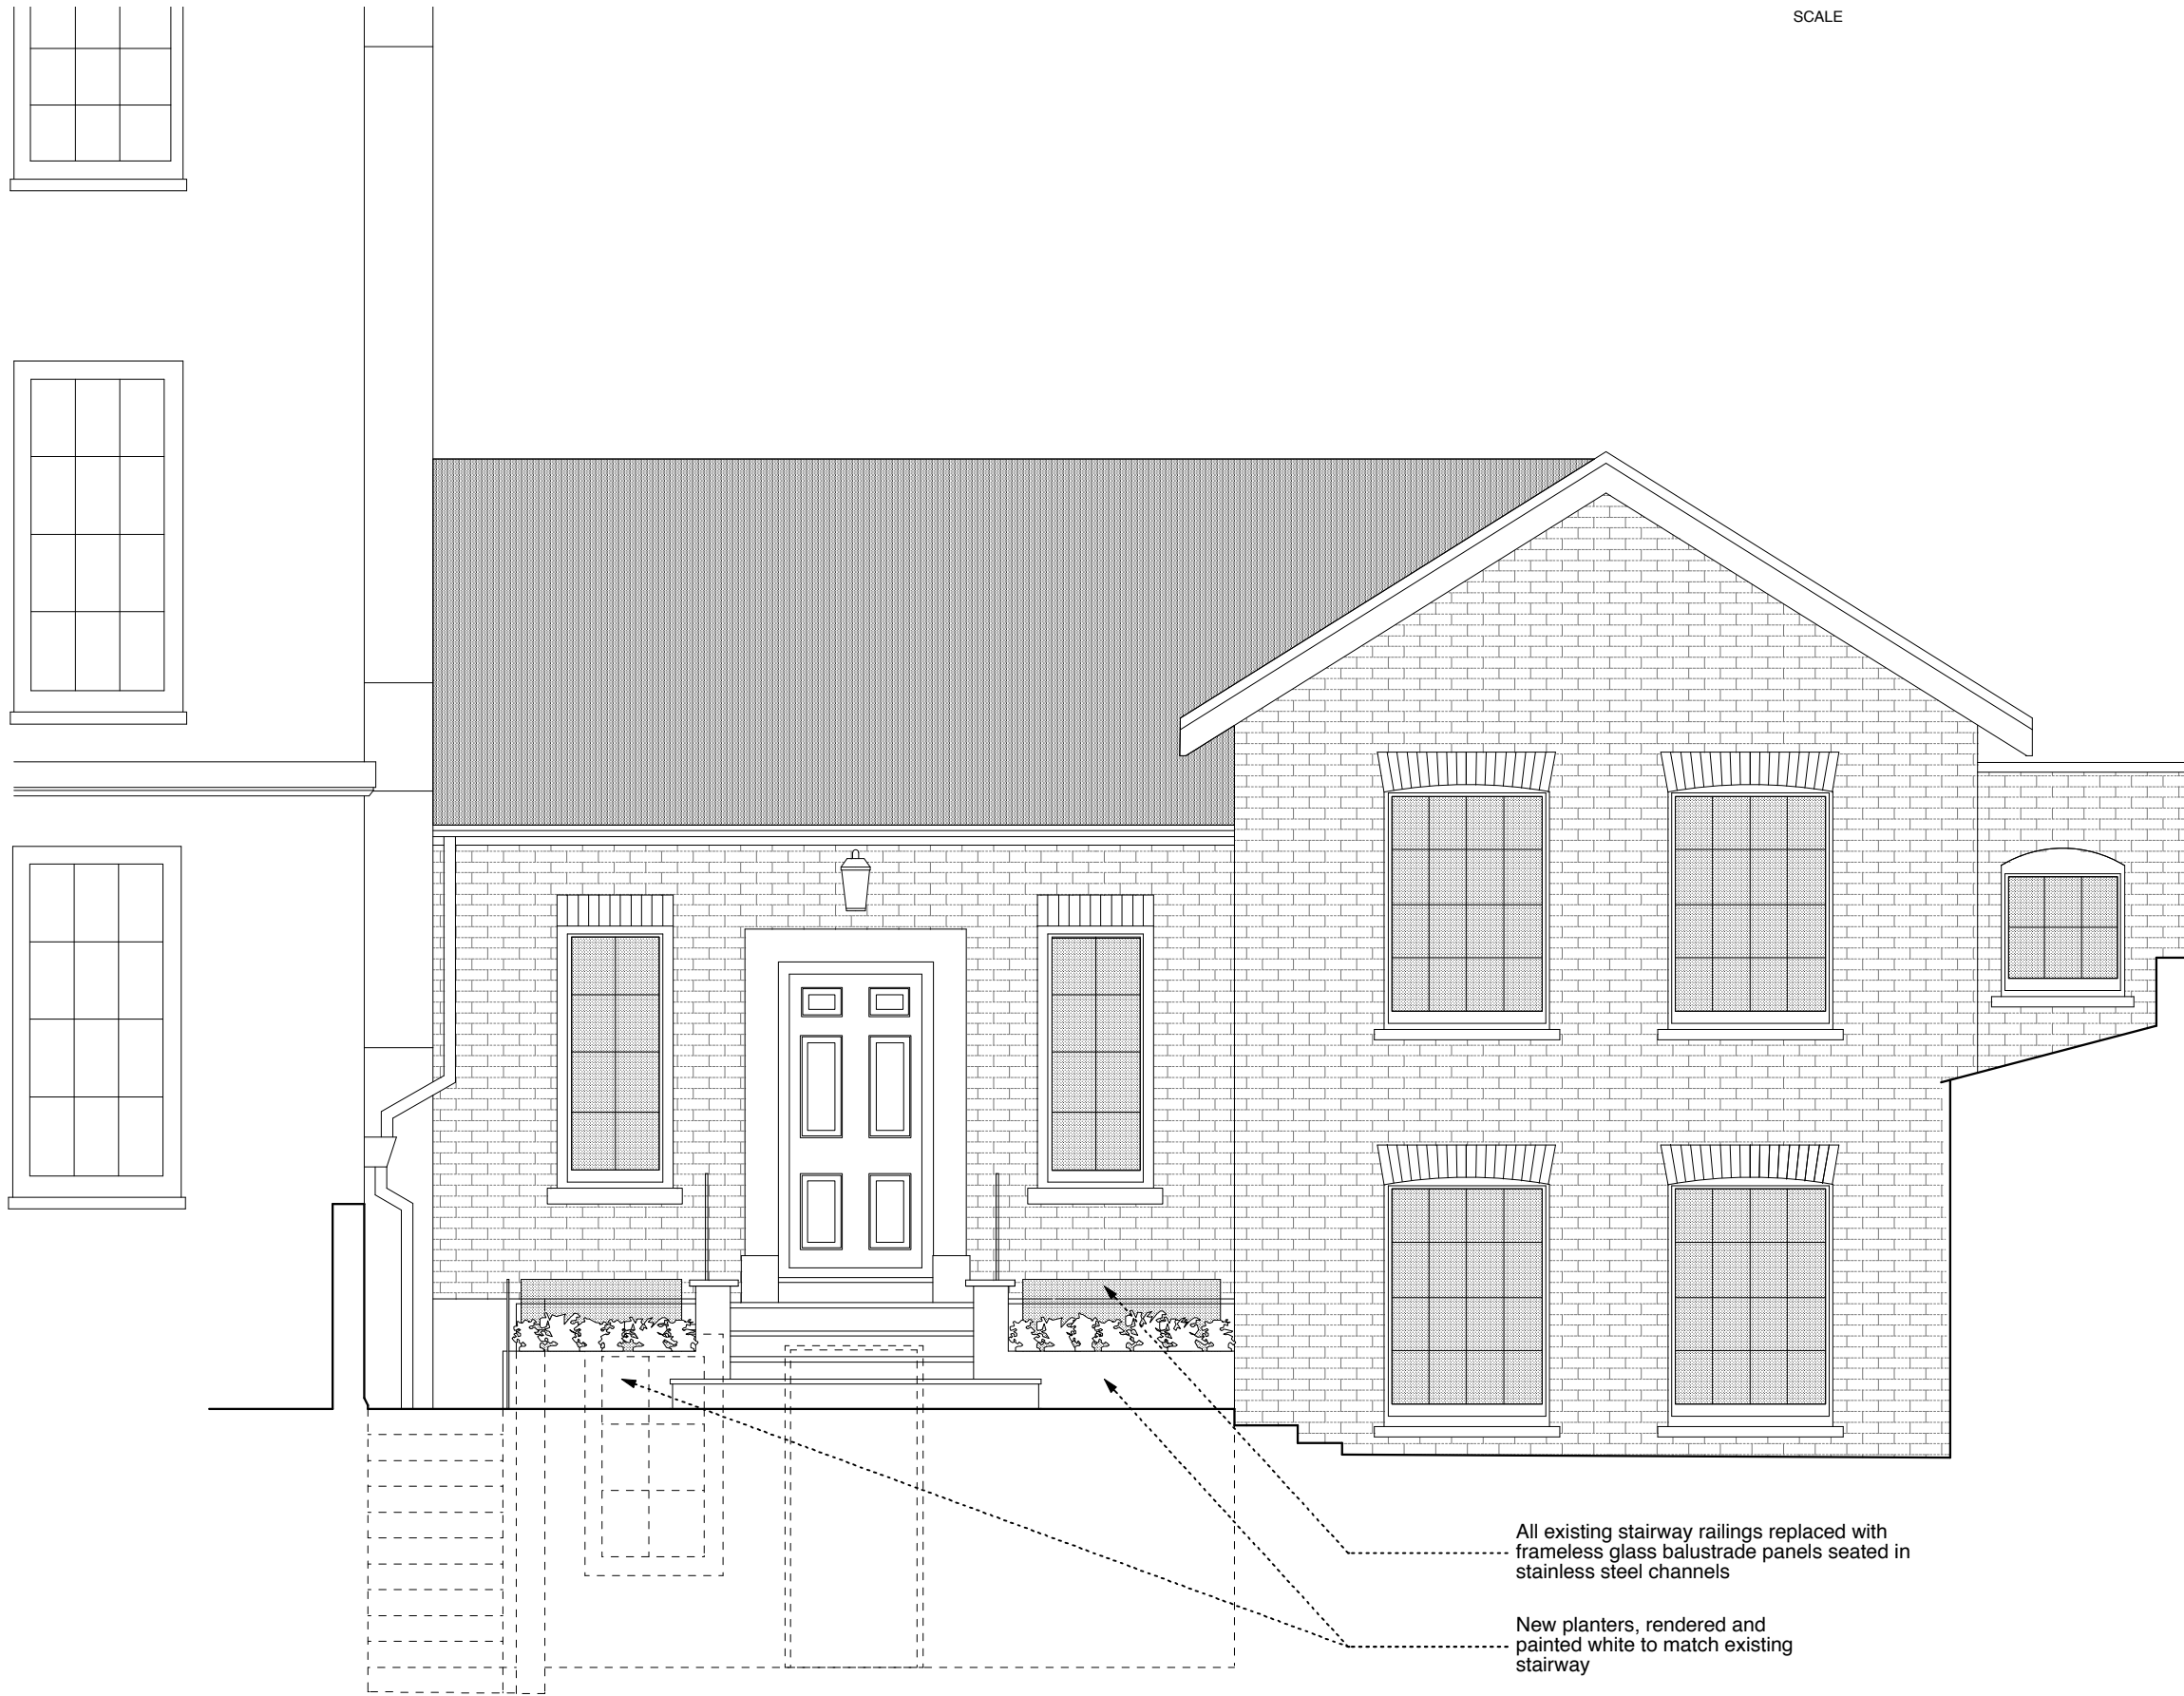 SCALE
All existing stairway railings replaced with
frameless glass balustrade panels seated in
stainless steel channels
New planters, rendered and
painted white to match existing
stairway